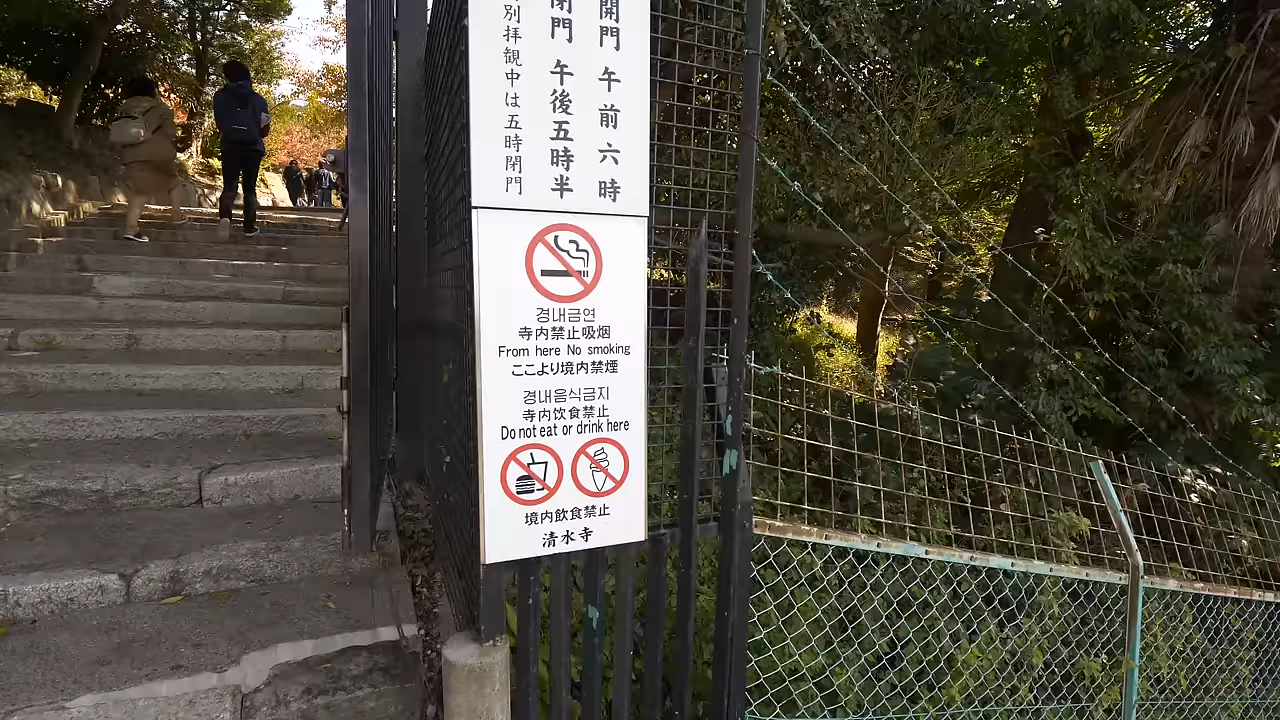 開門 午前六時
閉門 午後五時半
別拝観中は五時閉門
경내금연
寺内禁止吸烟
From here No smoking
ここより境内禁煙
경내음식금지
寺内饮食禁止
Do not eat or drink here
境内飲食禁止
清水寺